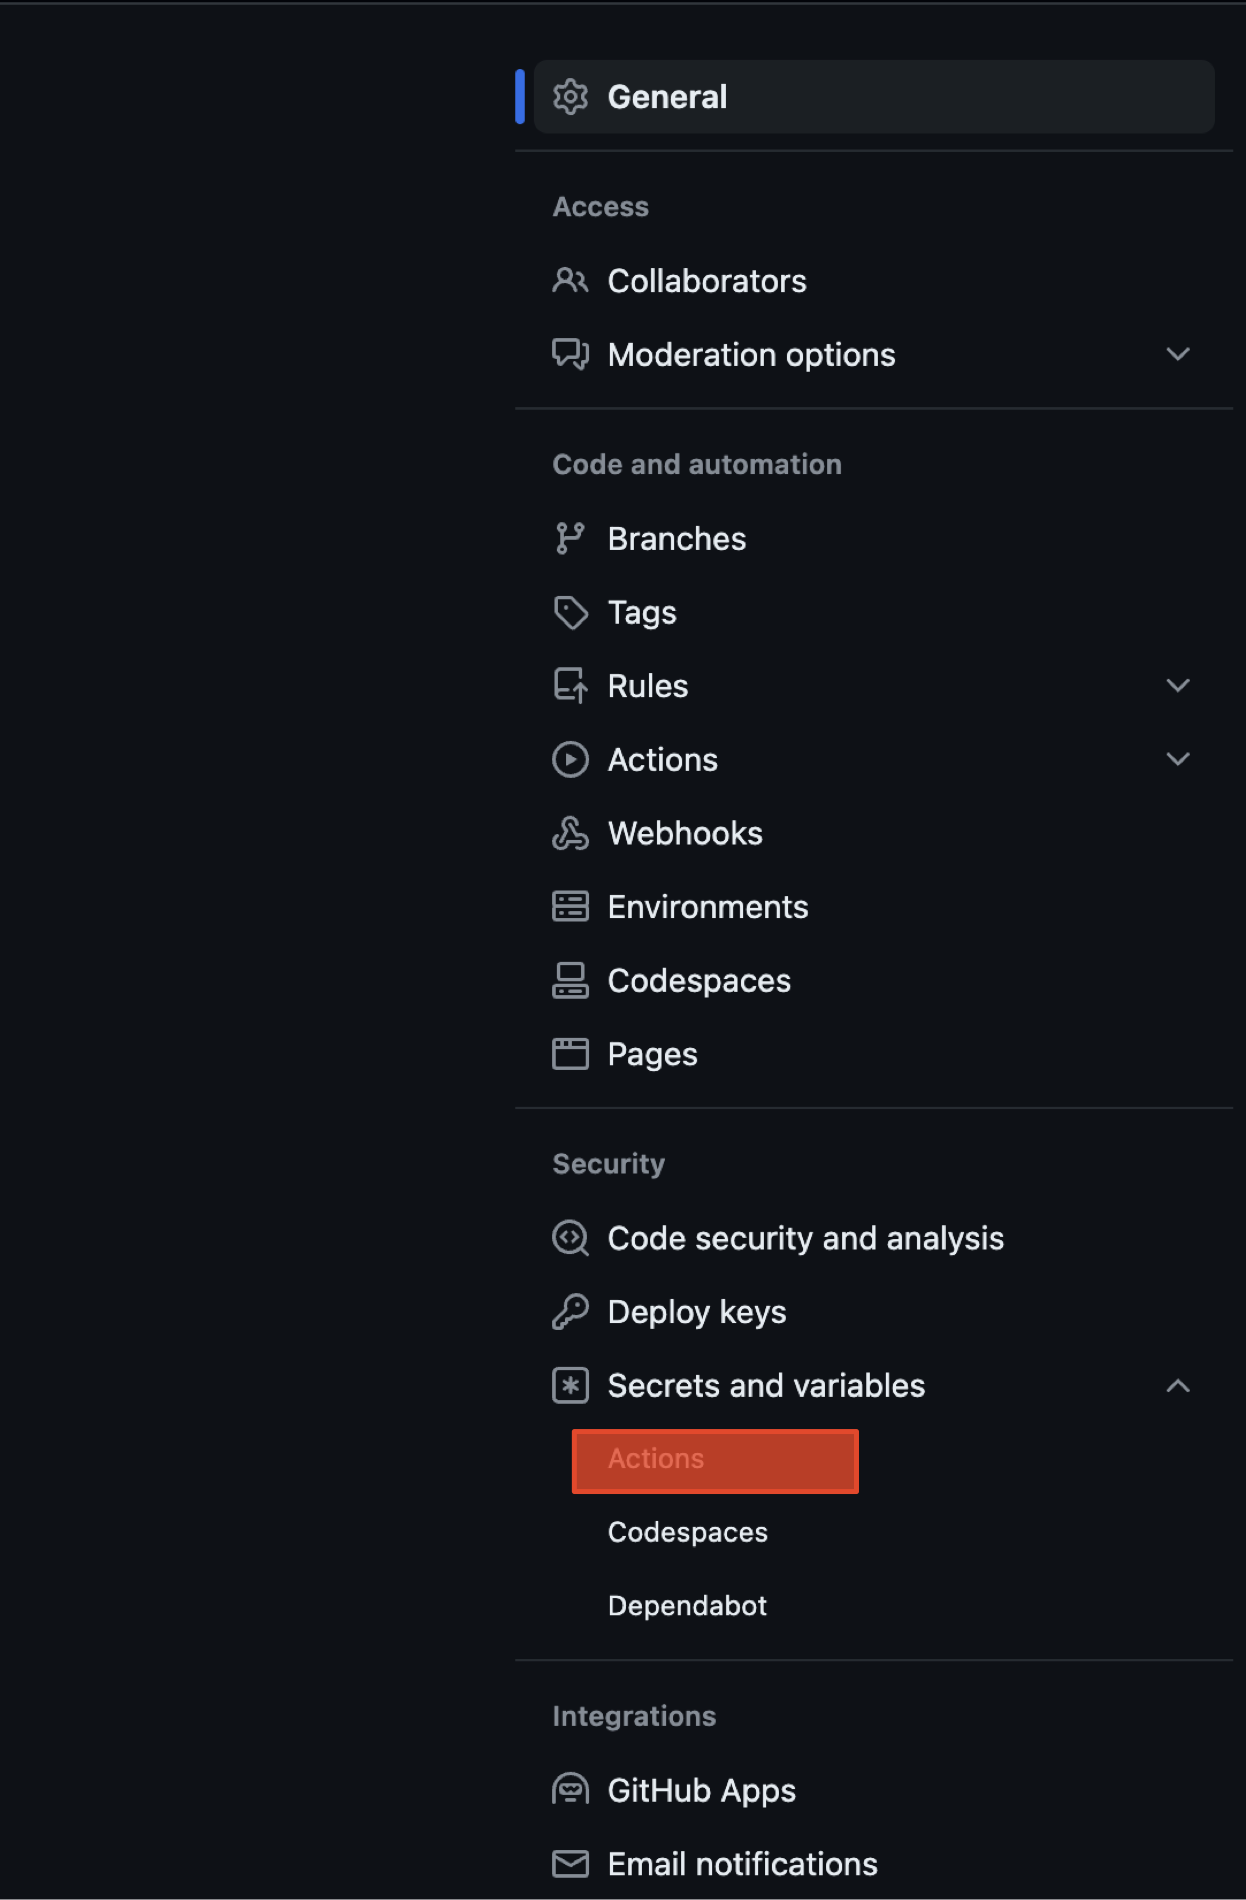 General
Access
Collaborators
Moderation options
Code and automation
Branches
Tags
Rules
Actions
Webhooks
Environments
Codespaces
Pages
Security
Code security and analysis
Deploy keys
Secrets and variables
Actions
Codespaces
Dependabot
Integrations
GitHub Apps
Email notifications